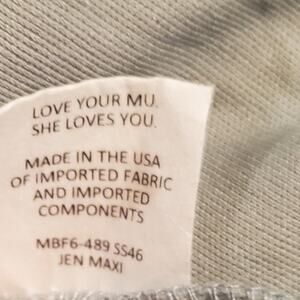 LOVE YOUR MU.
SHE LOVES YOU.
MADE IN THE USA
OF IMPORTED FABRIC
AND IMPORTED
COMPONENTS
MBF6-489 SS46
JEN MAXI